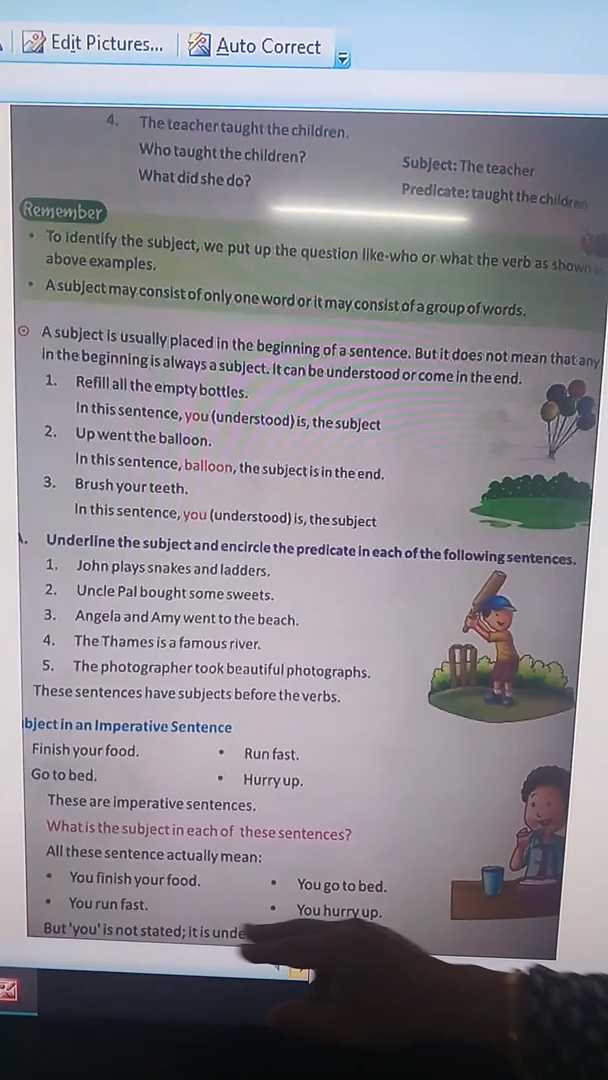 Edit Pictures...
Auto Correct
4. The teacher taught the children.
Who taught the children?
Subject: The teacher
What did she do?
Predicate: taught the children
Remember
• To identify the subject, we put up the question like-who or what the verb as shown
above examples,
• A subject may consist of only one word or it may consist of a group of words.
A subject is usually placed in the beginning of a sentence. But it does not mean that any
in the beginning is always a subject. It can be understood or come in the end.
1. Refill all the empty bottles.
In this sentence, you (understood) is, the subject
2. Up went the balloon.
In this sentence, balloon, the subject is in the end.
3. Brush your teeth.
In this sentence, you (understood) is, the subject
Underline the subject and encircle the predicate in each of the following sentences.
1. John plays snakes and ladders.
2. Uncle Pal bought some sweets.
3. Angela and Amy went to the beach.
4. The Thames is a famous river.
5. The photographer took beautiful photographs.
These sentences have subjects before the verbs.
bject in an Imperative Sentence
Finish your food.
• Run fast.
Go to bed.
• Hurry up.
These are imperative sentences.
What is the subject in each of these sentences?
All these sentence actually mean:
• You finish your food.
• You go to bed.
• You run fast.
• You hurry up.
But 'you' is not stated; it is unde